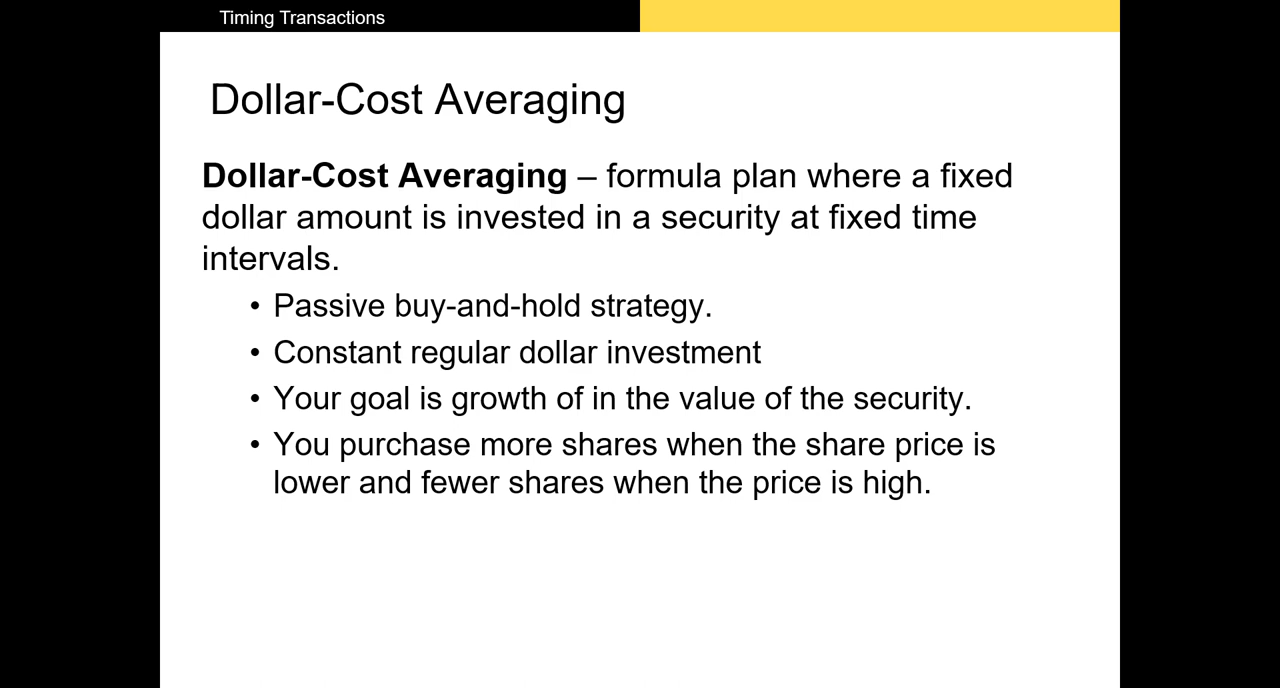 Timing Transactions
Dollar-Cost Averaging
Dollar-Cost Averaging – formula plan where a fixed
dollar amount is invested in a security at fixed time
intervals.
• Passive buy-and-hold strategy.
• Constant regular dollar investment
• Your goal is growth of in the value of the security.
• You purchase more shares when the share price is
lower and fewer shares when the price is high.